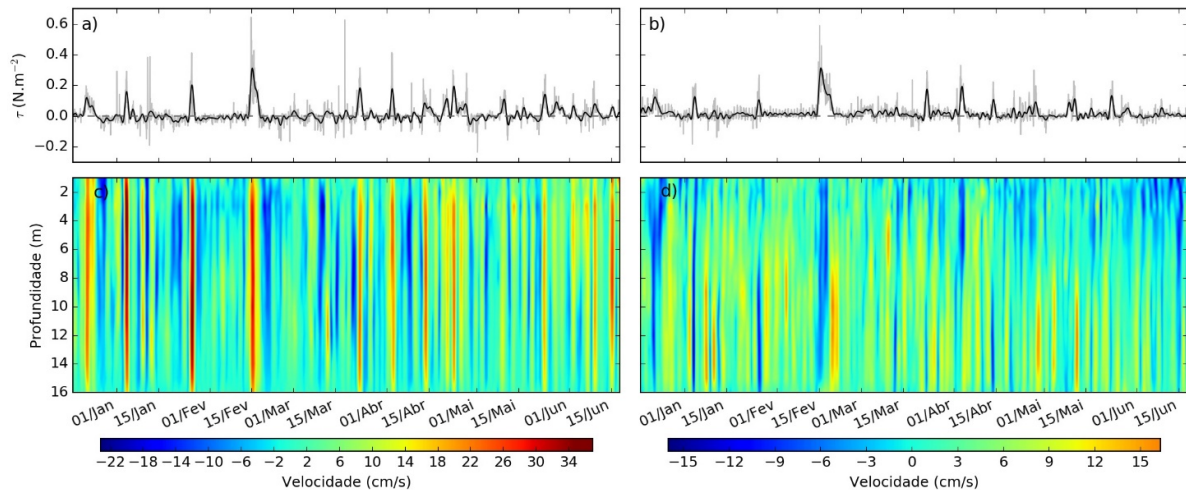 a) b)
0.6
0.4
0.2
0.0
−0.2
τ (N.m⁻²)
c) d)
2
4
6
8
10
12
14
16
Profundidade (m)
01/Jan 15/Jan 01/Fev 15/Fev 01/Mar 15/Mar 01/Abr 15/Abr 01/Mai 15/Mai 01/Jun 15/Jun 01/Jan 15/Jan 01/Fev 15/Fev 01/Mar 15/Mar 01/Abr 15/Abr 01/Mai 15/Mai 01/Jun 15/Jun
−22 −18 −14 −10 −6 −2 2 6 10 14 18 22 26 30 34 −15 −12 −9 −6 −3 0 3 6 9 12 15
Velocidade (cm/s) Velocidade (cm/s)